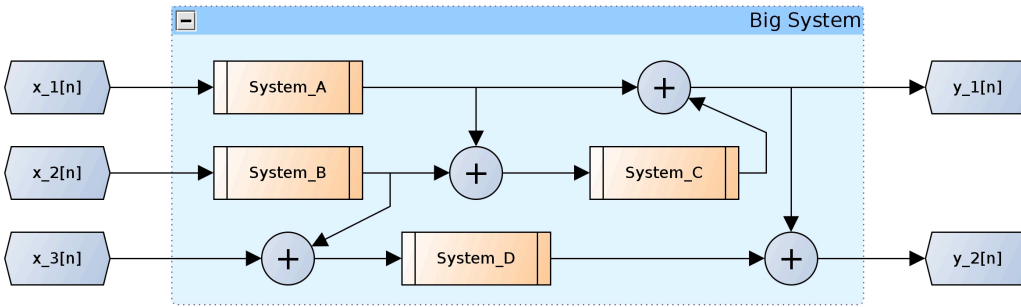 Big System
x_1[n]
System_A
+
y_1[n]
x_2[n]
System_B
+
System_C
x_3[n]
+
System_D
+
y_2[n]